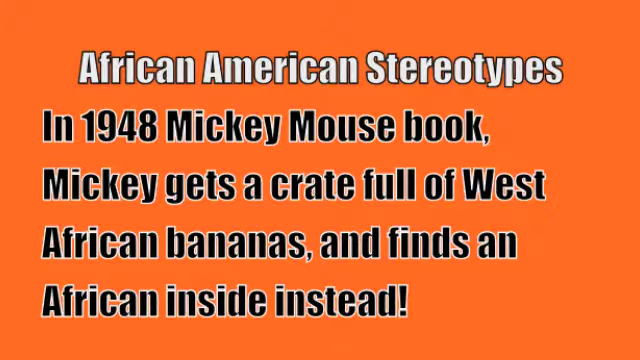 African American Stereotypes
In 1948 Mickey Mouse book,
Mickey gets a crate full of West
African bananas, and finds an
African inside instead!